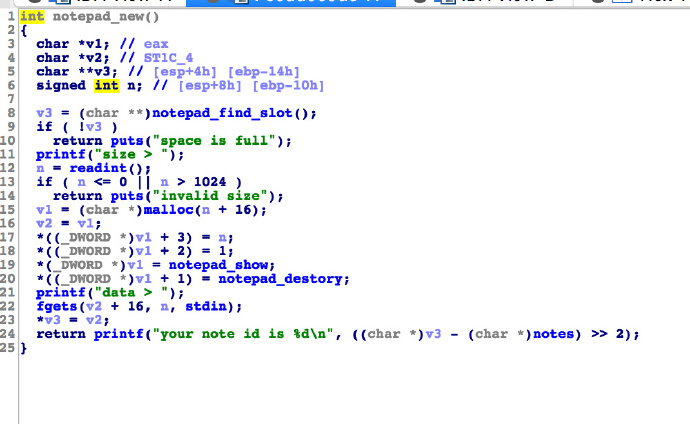 1 int notepad_new()
2 {
3 char *v1; // eax
4 char *v2; // ST1C_4
5 char **v3; // [esp+4h] [ebp-14h]
6 signed int n; // [esp+8h] [ebp-10h]
7
8 v3 = (char **)notepad_find_slot();
9 if ( !v3 )
10 return puts("space is full");
11 printf("size > ");
12 n = readint();
13 if ( n <= 0 || n > 1024 )
14 return puts("invalid size");
15 v1 = (char *)malloc(n + 16);
16 v2 = v1;
17 *((_DWORD *)v1 + 3) = n;
18 *((_DWORD *)v1 + 2) = 1;
19 *(_DWORD *)v1 = notepad_show;
20 *((_DWORD *)v1 + 1) = notepad_destory;
21 printf("data > ");
22 fgets(v2 + 16, n, stdin);
23 *v3 = v2;
24 return printf("your note id is %d\n", ((char *)v3 - (char *)notes) >> 2);
25 }